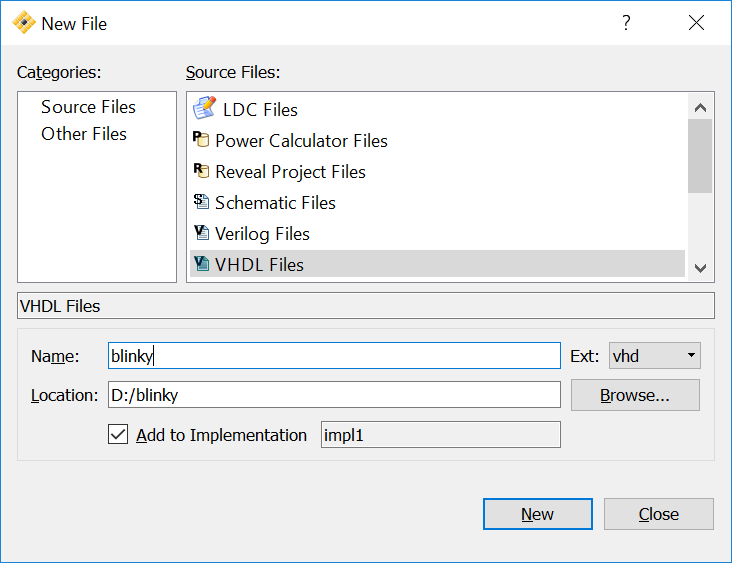 New File
?
Categories:
Source Files:
Source Files
Other Files
LDC Files
Power Calculator Files
Reveal Project Files
Schematic Files
Verilog Files
VHDL Files
VHDL Files
Name: blinky Ext: vhd
Location: D:/blinky Browse...
Add to Implementation impl1
New Close